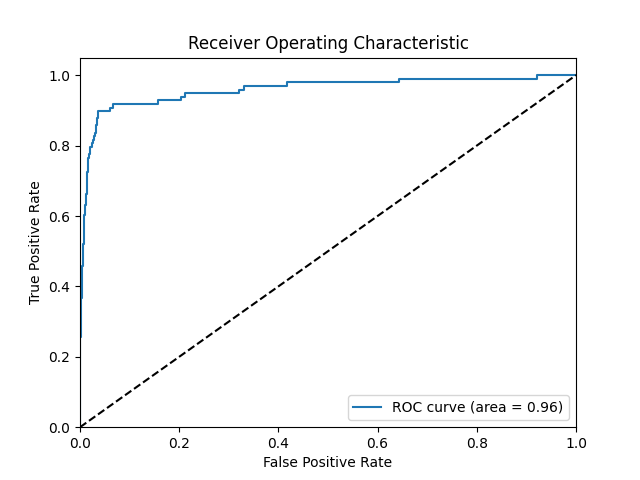 Receiver Operating Characteristic
1.0
0.8
0.6
0.4
0.2
0.0
True Positive Rate
ROC curve (area = 0.96)
0.0 0.2 0.4 0.6 0.8 1.0
False Positive Rate